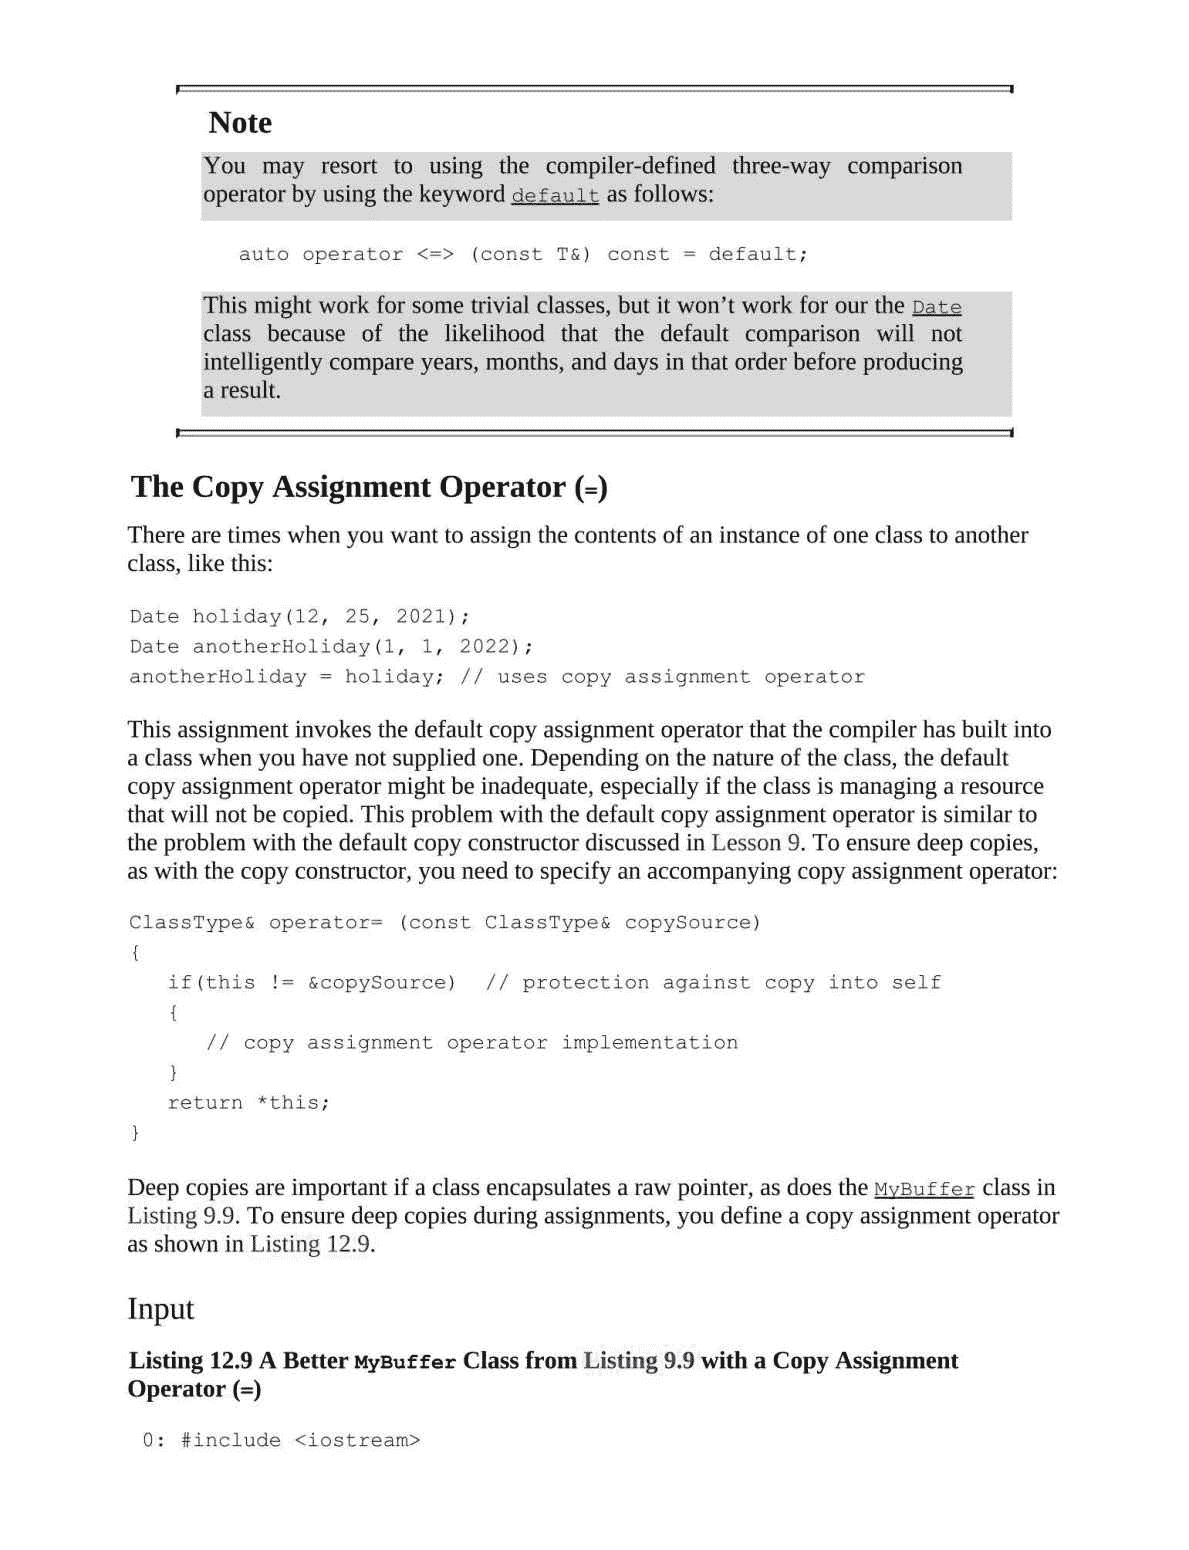 Note
You may resort to using the compiler-defined three-way comparison
operator by using the keyword default as follows:
auto operator <=> (const T&) const = default;
This might work for some trivial classes, but it won’t work for our the Date
class because of the likelihood that the default comparison will not
intelligently compare years, months, and days in that order before producing
a result.
The Copy Assignment Operator (=)
There are times when you want to assign the contents of an instance of one class to another
class, like this:
Date holiday(12, 25, 2021);
Date anotherHoliday(1, 1, 2022);
anotherHoliday = holiday; // uses copy assignment operator
This assignment invokes the default copy assignment operator that the compiler has built into
a class when you have not supplied one. Depending on the nature of the class, the default
copy assignment operator might be inadequate, especially if the class is managing a resource
that will not be copied. This problem with the default copy assignment operator is similar to
the problem with the default copy constructor discussed in Lesson 9. To ensure deep copies,
as with the copy constructor, you need to specify an accompanying copy assignment operator:
ClassType& operator= (const ClassType& copySource)
{
if(this != &copySource) // protection against copy into self
{
// copy assignment operator implementation
}
return *this;
}
Deep copies are important if a class encapsulates a raw pointer, as does the MyBuffer class in
Listing 9.9. To ensure deep copies during assignments, you define a copy assignment operator
as shown in Listing 12.9.
Input
Listing 12.9 A Better MyBuffer Class from Listing 9.9 with a Copy Assignment
Operator (=)
0: #include <iostream>